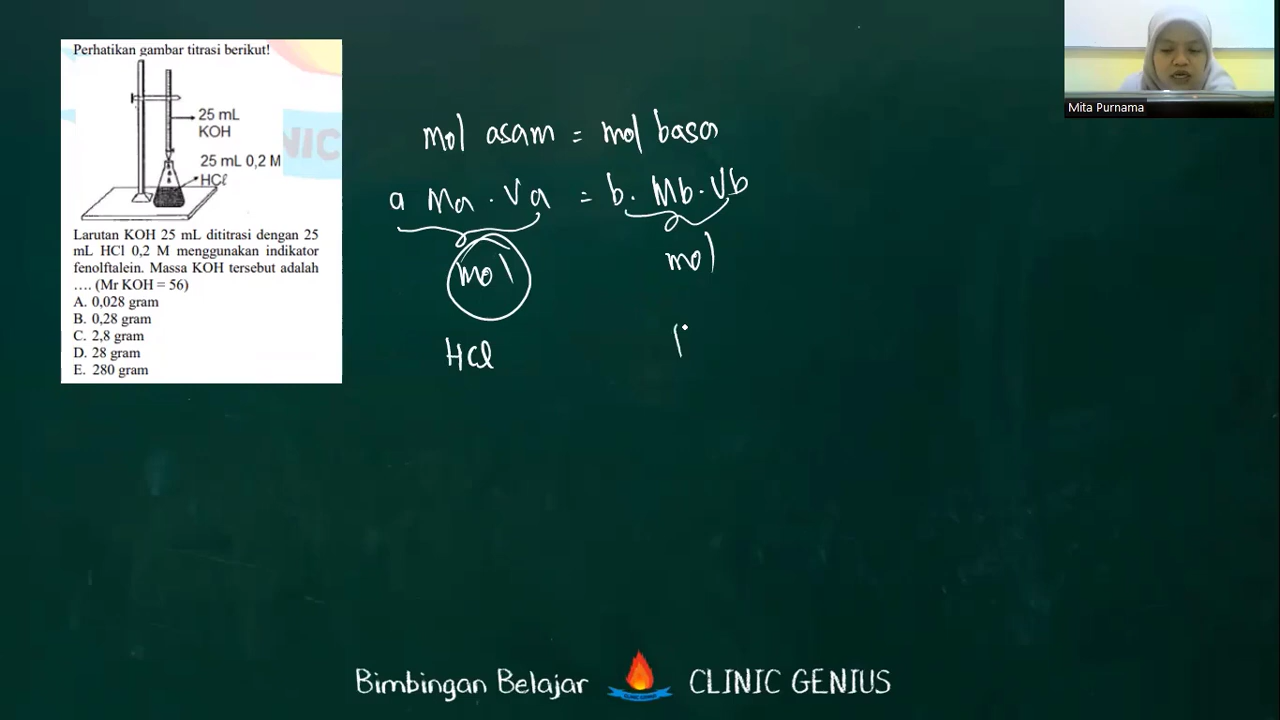 Perhatikan gambar titrasi berikut!
25 mL
KOH
25 mL 0,2 M
HCl
NIC
Larutan KOH 25 mL dititrasi dengan 25
mL HCl 0,2 M menggunakan indikator
fenolftalein. Massa KOH tersebut adalah
…. (Mr KOH = 56)
A. 0,028 gram
B. 0,28 gram
C. 2,8 gram
D. 28 gram
E. 280 gram
mol asam = mol basa
a Ma . Va = b. Mb. Vb
mol mol
HCl
Mita Purnama
Bimbingan Belajar CLINIC GENIUS